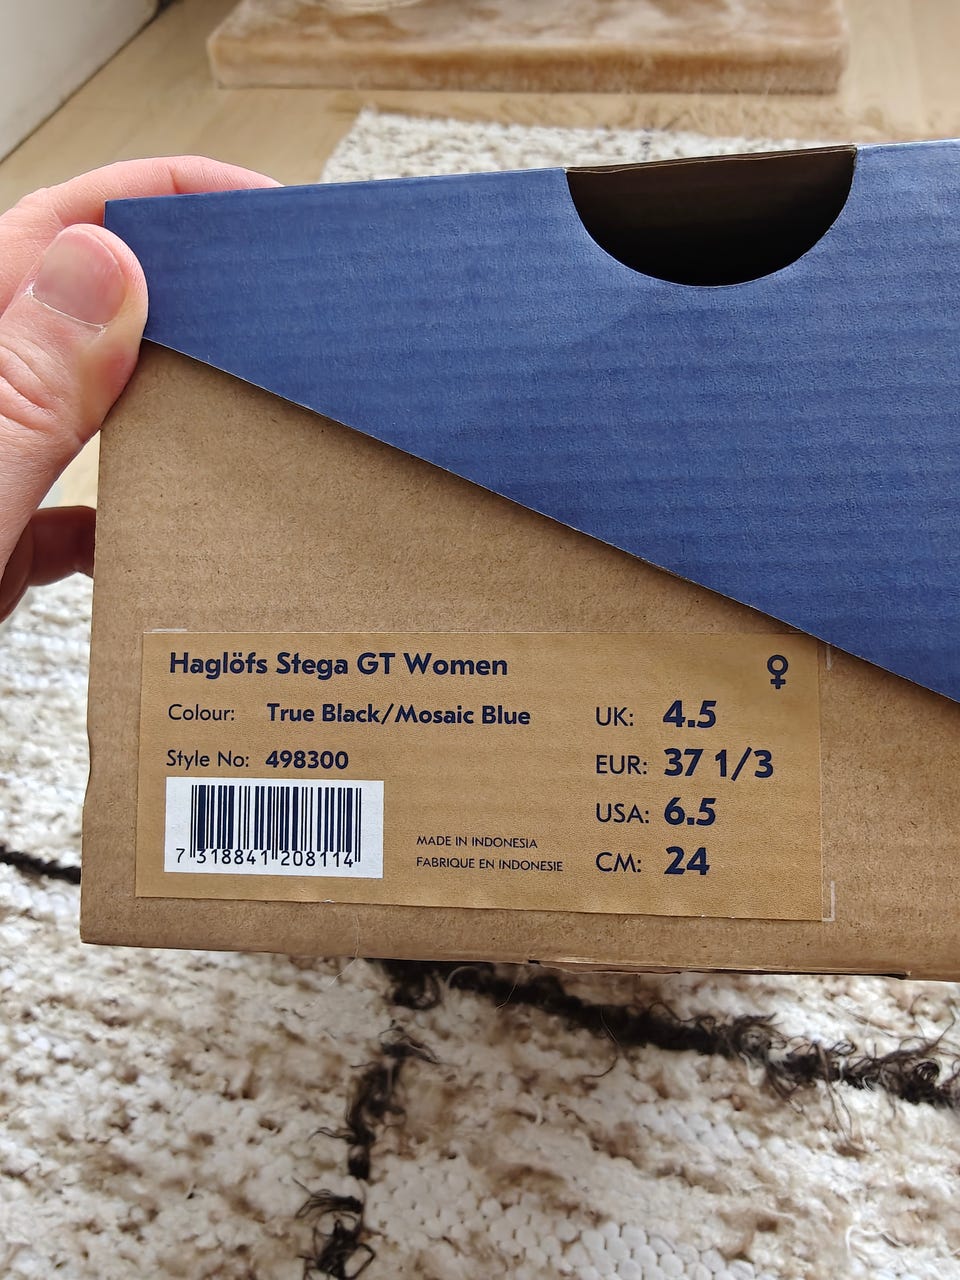 Haglöfs Stega GT Women
♀
Colour: True Black/Mosaic Blue
Style No: 498300
7 318841 208114
MADE IN INDONESIA
FABRIQUE EN INDONESIE
UK: 4.5
EUR: 37 1/3
USA: 6.5
CM: 24